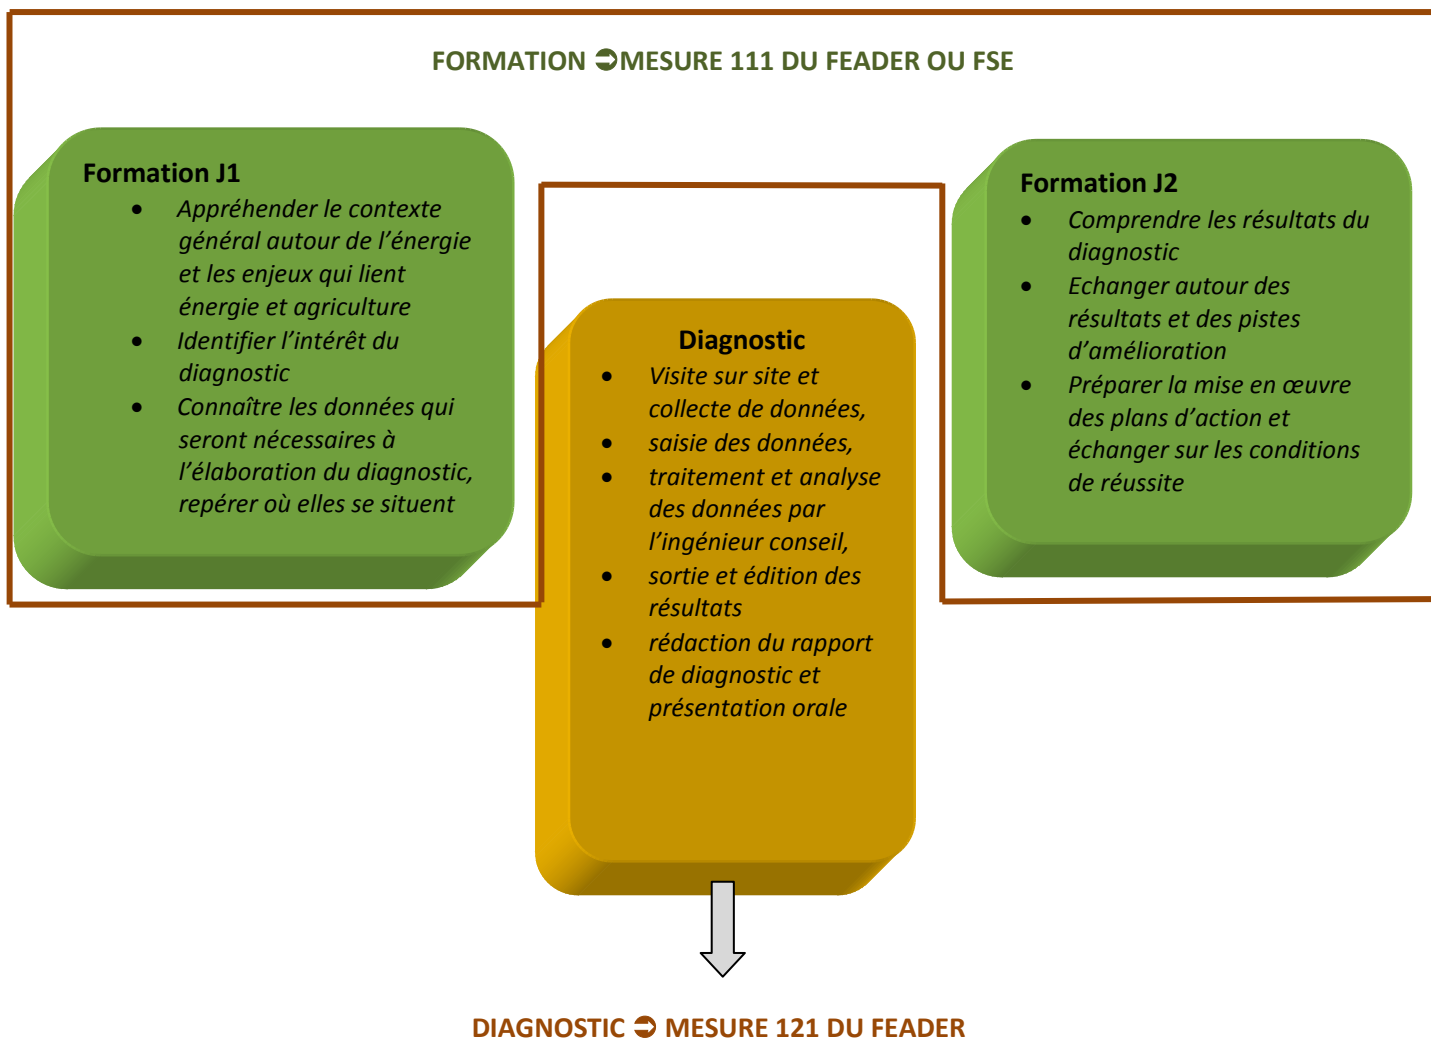 FORMATION ➲MESURE 111 DU FEADER OU FSE
Formation J1
• Appréhender le contexte
général autour de l’énergie
et les enjeux qui lient
énergie et agriculture
• Identifier l’intérêt du
diagnostic
• Connaître les données qui
seront nécessaires à
l’élaboration du diagnostic,
repérer où elles se situent
Diagnostic
• Visite sur site et
collecte de données,
• saisie des données,
• traitement et analyse
des données par
l’ingénieur conseil,
• sortie et édition des
résultats
• rédaction du rapport
de diagnostic et
présentation orale
Formation J2
• Comprendre les résultats du
diagnostic
• Echanger autour des
résultats et des pistes
d’amélioration
• Préparer la mise en œuvre
des plans d’action et
échanger sur les conditions
de réussite
DIAGNOSTIC ➲ MESURE 121 DU FEADER